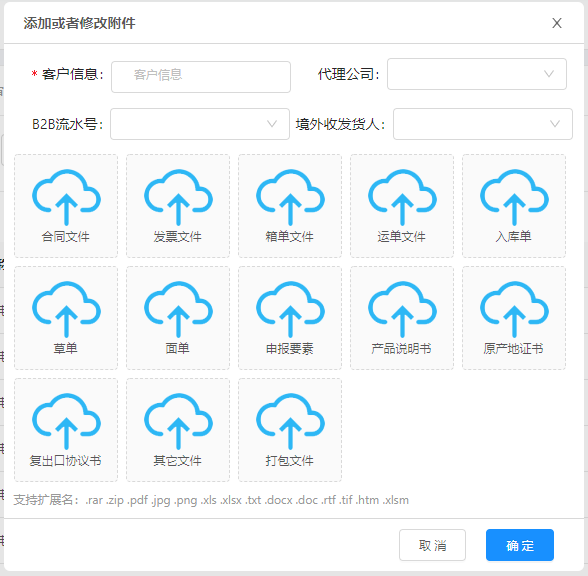 添加或者修改附件
* 客户信息: 客户信息 代理公司:
B2B流水号: 境外收发货人:
合同文件 发票文件 箱单文件 运单文件 入库单
草单 面单 申报要素 产品说明书 原产地证书
复出口协议书 其它文件 打包文件
支持扩展名: .rar .zip .pdf .jpg .png .xls .xlsx .txt .docx .doc .rtf .tif .htm .xlsm
取消 确定